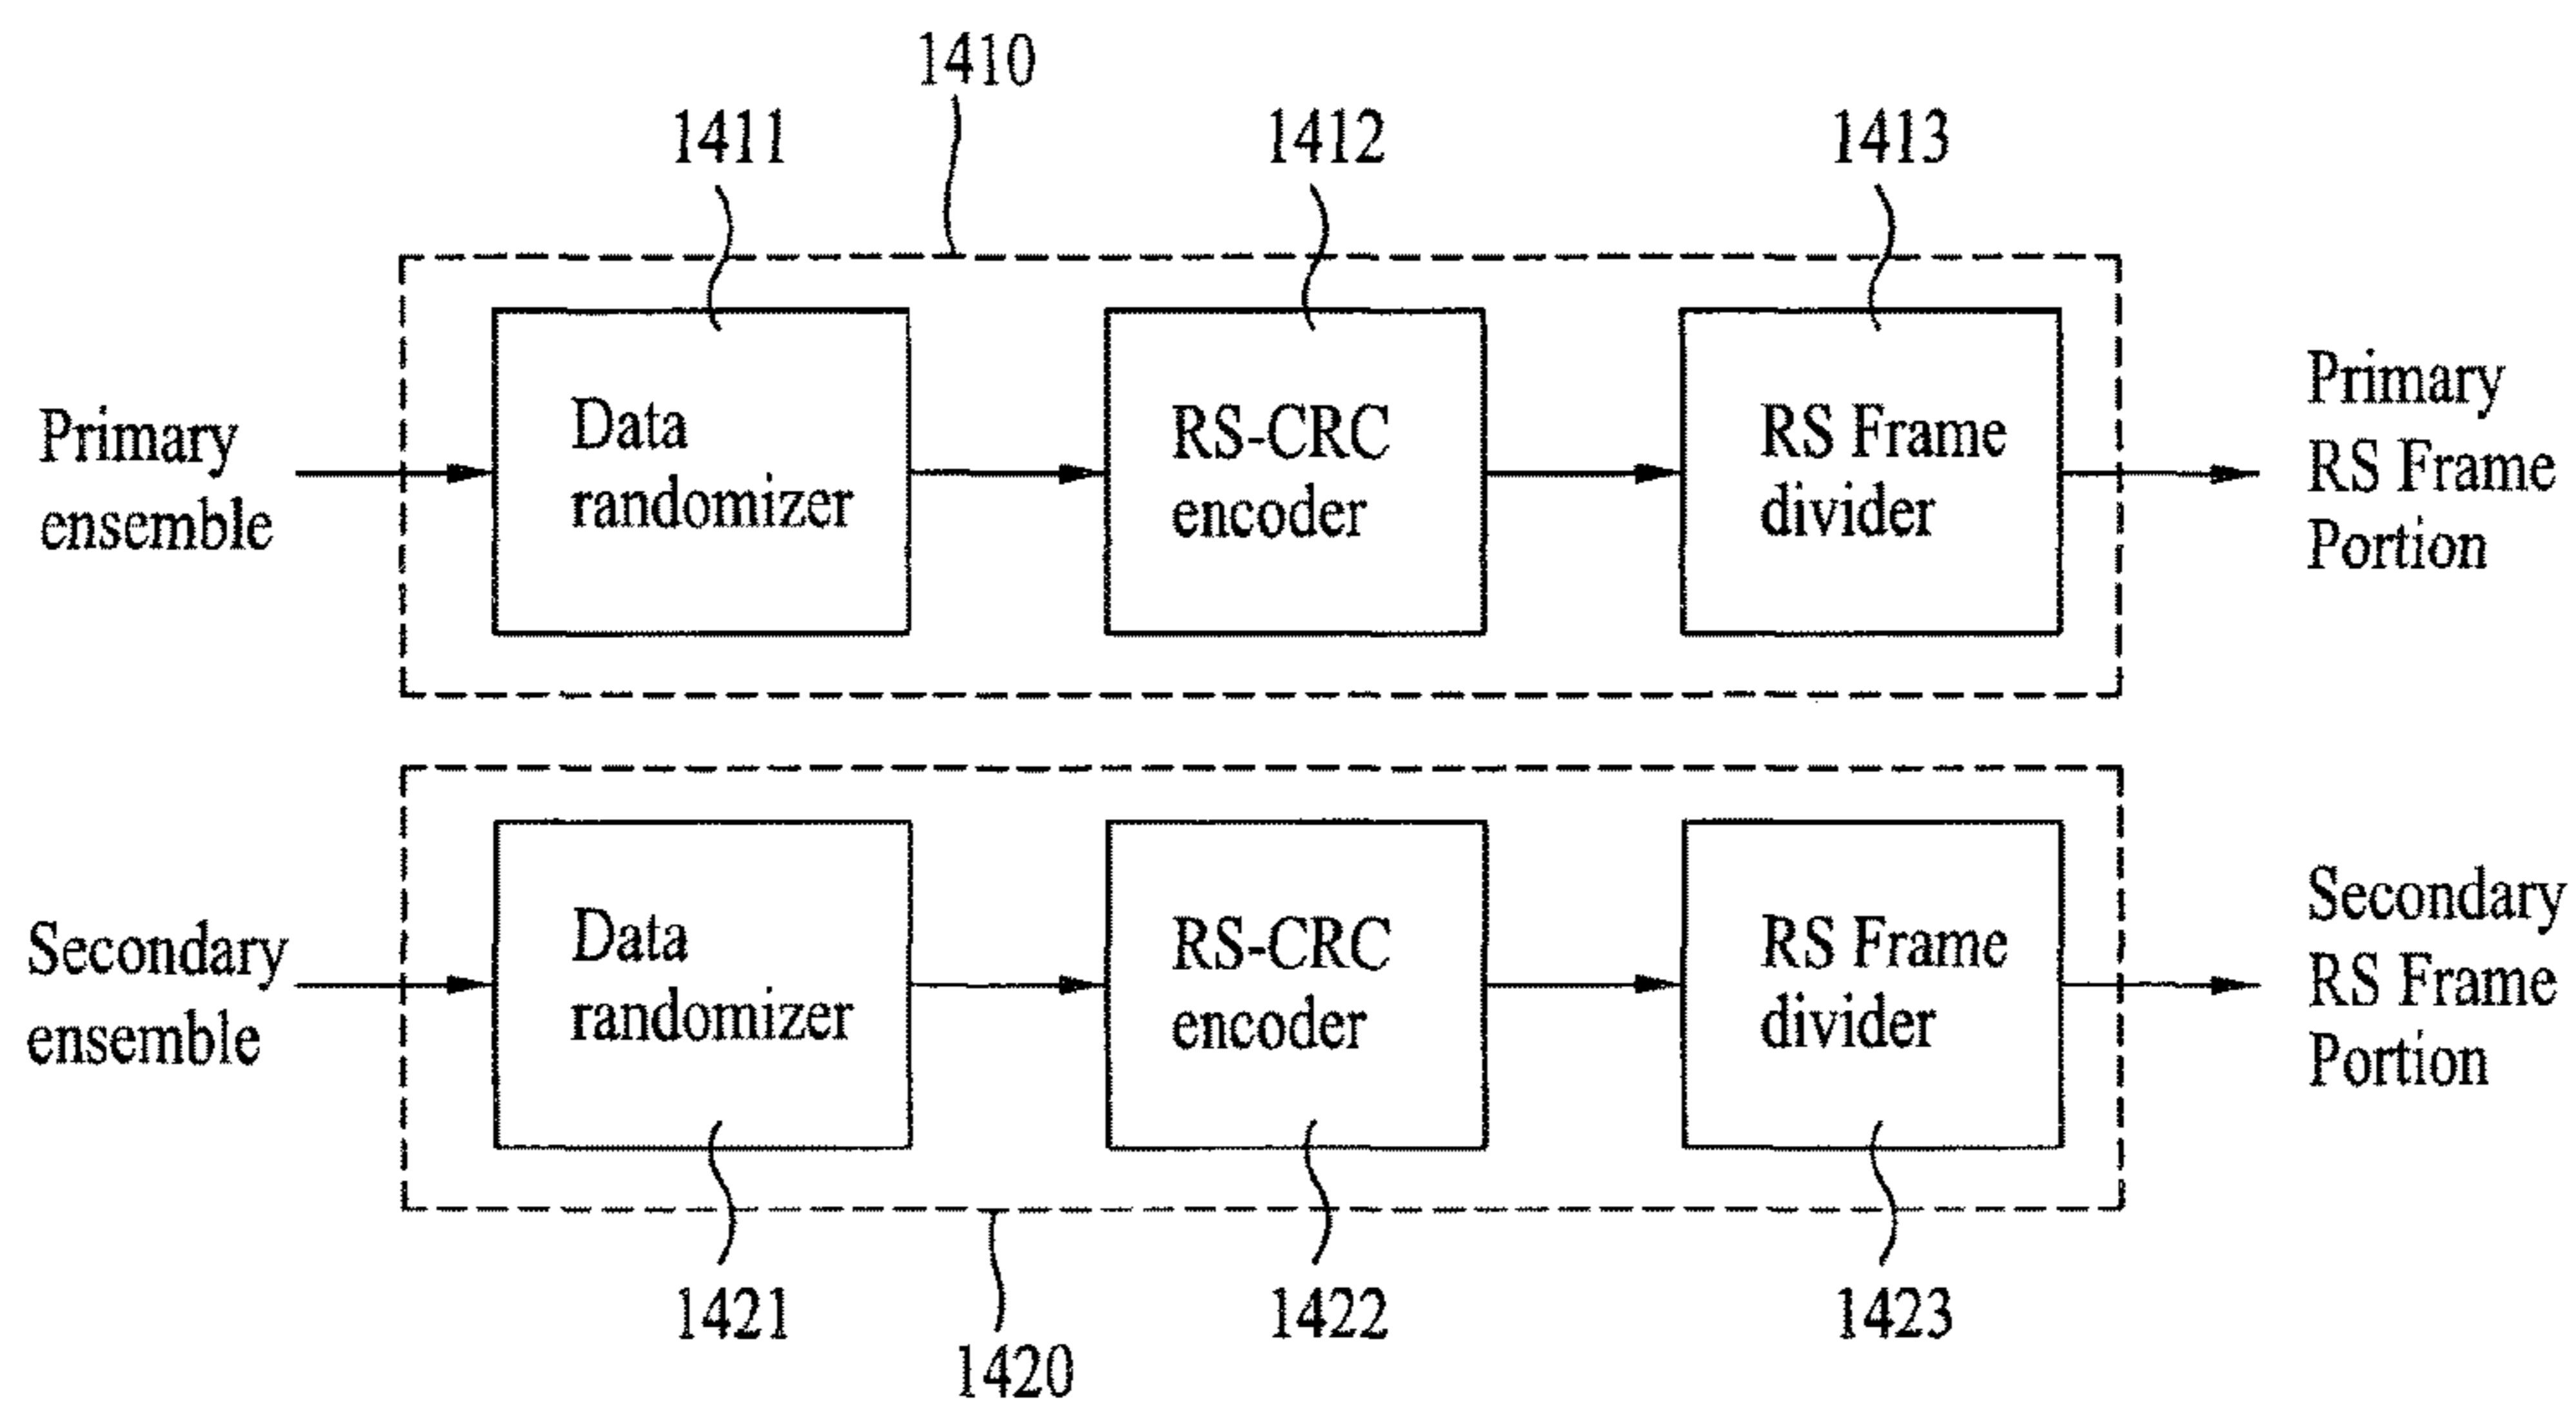 1410
1411
1412
1413
Primary
ensemble
Data
randomizer
RS-CRC
encoder
RS Frame
divider
Primary
RS Frame
Portion
Secondary
ensemble
Data
randomizer
RS-CRC
encoder
RS Frame
divider
Secondary
RS Frame
Portion
1421
1422
1423
1420